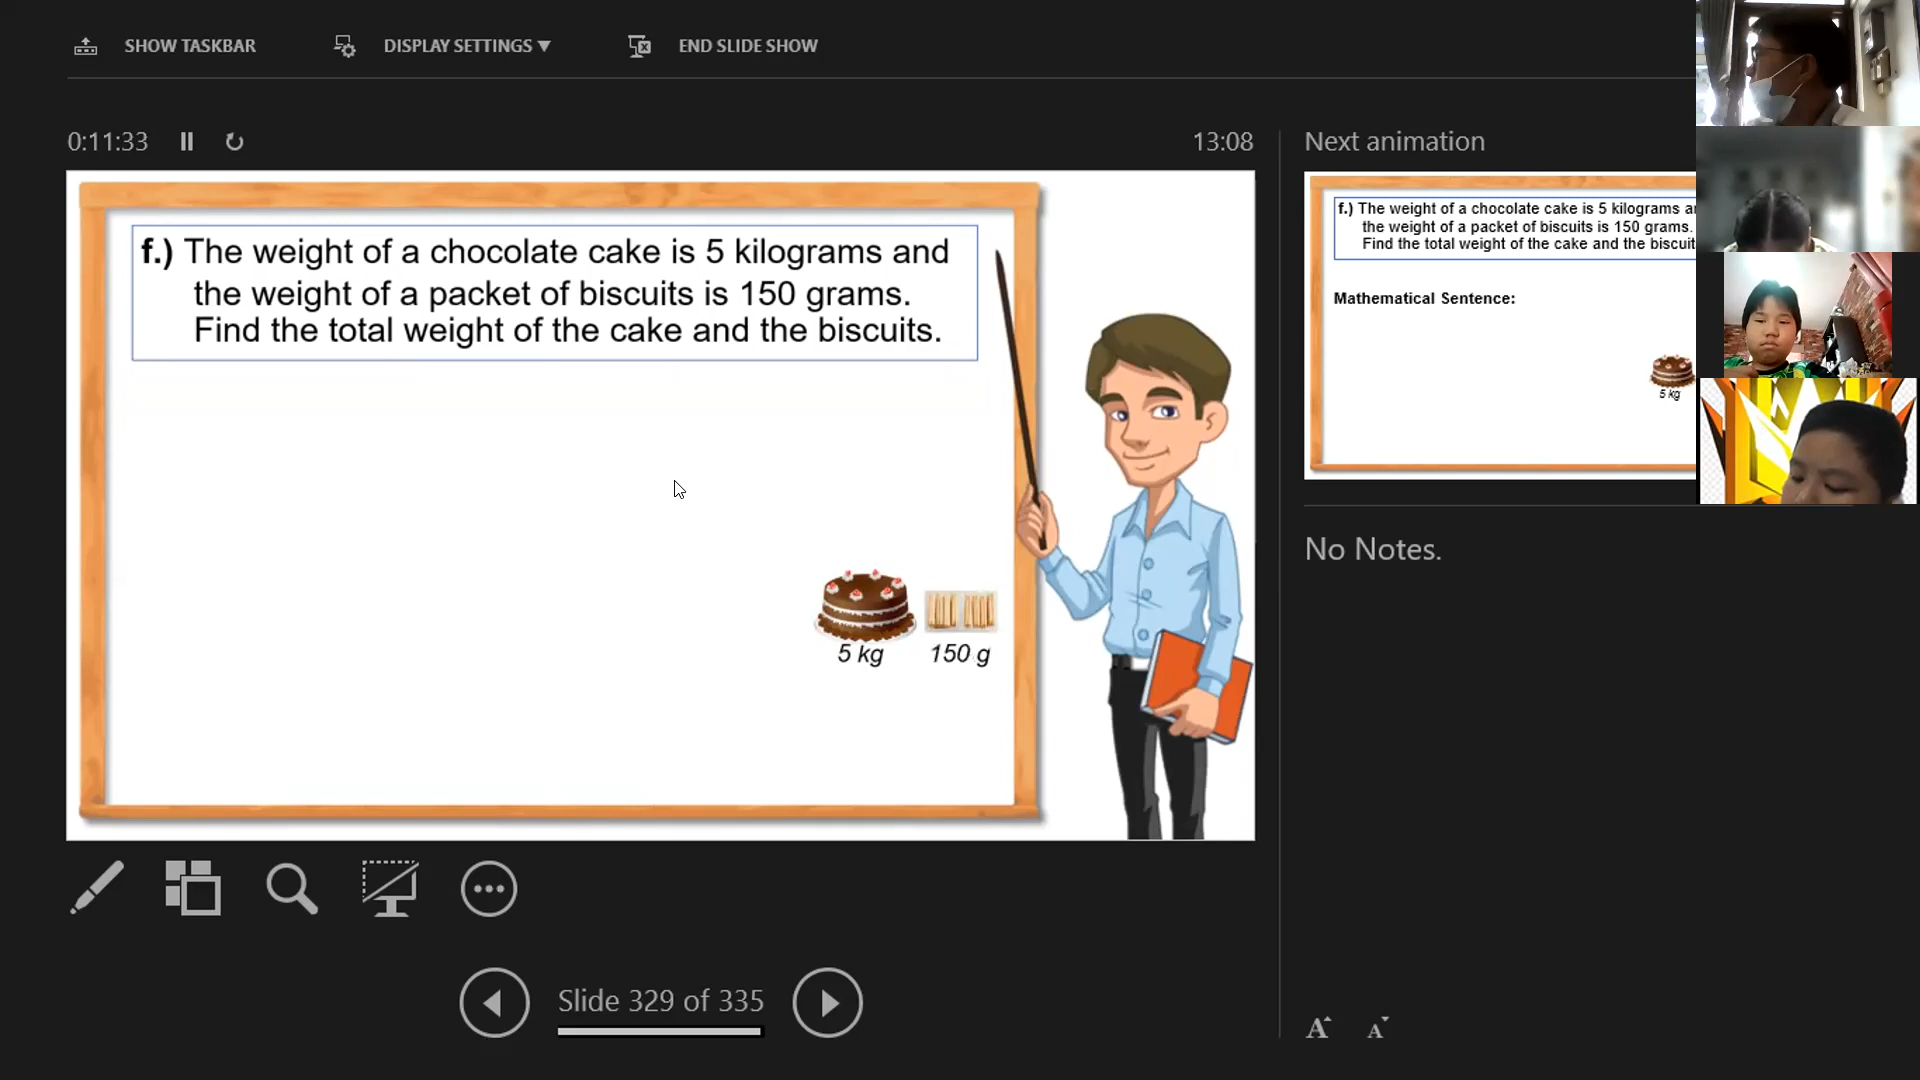 SHOW TASKBAR
DISPLAY SETTINGS ▼
END SLIDE SHOW
0:11:33
13:08
f.) The weight of a chocolate cake is 5 kilograms and
the weight of a packet of biscuits is 150 grams.
Find the total weight of the cake and the biscuits.
5 kg
150 g
Slide 329 of 335
Next animation
f.) The weight of a chocolate cake is 5 kilograms
the weight of a packet of biscuits is 150 grams.
Find the total weight of the cake and the biscuit
Mathematical Sentence:
5 kg
No Notes.
A A